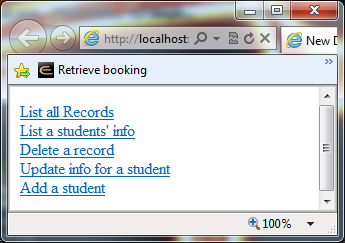 http://localhost:
New D
Retrieve booking
List all Records
List a students' info
Delete a record
Update info for a student
Add a student
100%